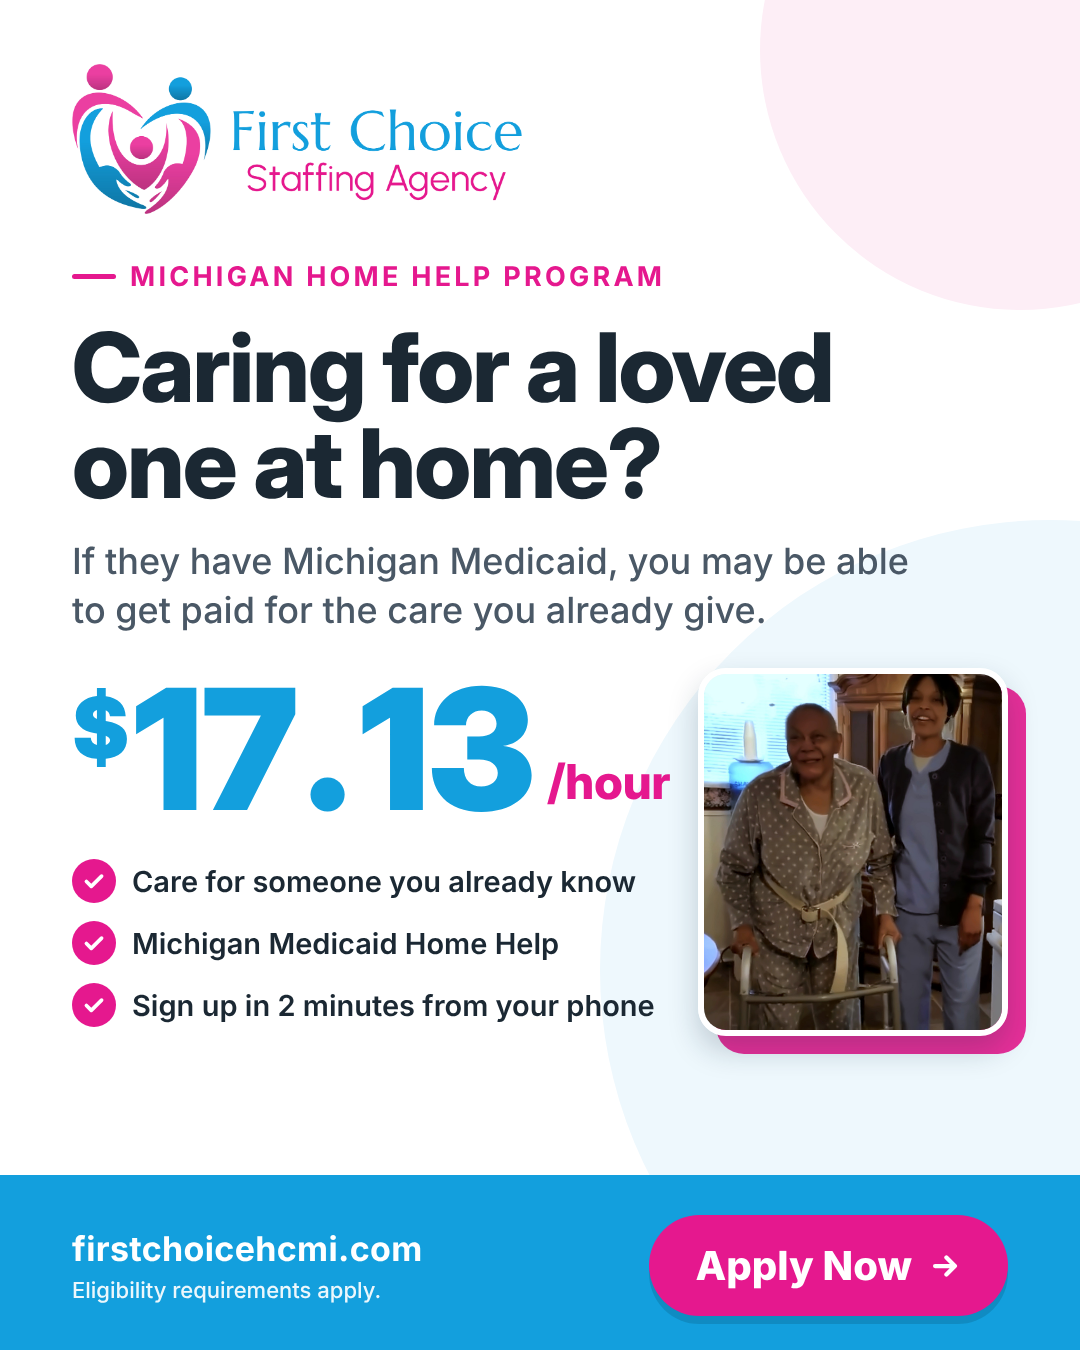 First Choice
Staffing Agency
MICHIGAN HOME HELP PROGRAM
Caring for a loved
one at home?
If they have Michigan Medicaid, you may be able
to get paid for the care you already give.
$17.13 /hour
Care for someone you already know
Michigan Medicaid Home Help
Sign up in 2 minutes from your phone
firstchoicehcmi.com
Eligibility requirements apply.
Apply Now →